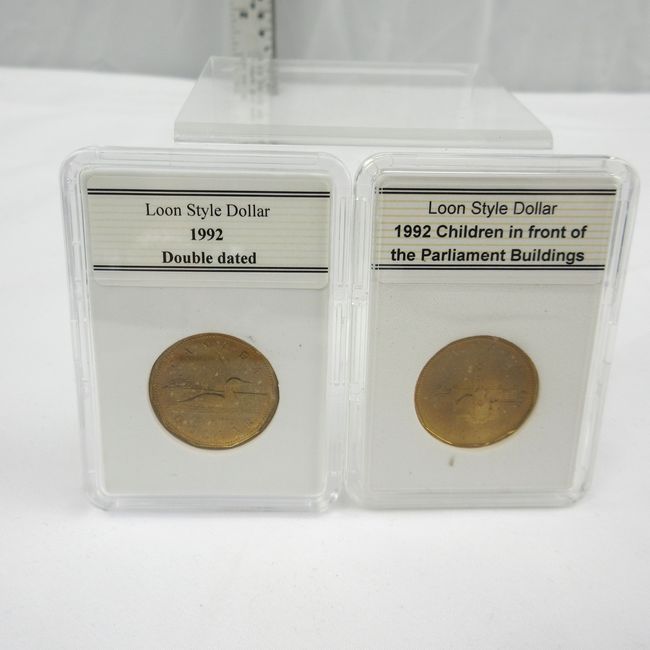 Loon Style Dollar
1992
Double dated
Loon Style Dollar
1992 Children in front of
the Parliament Buildings